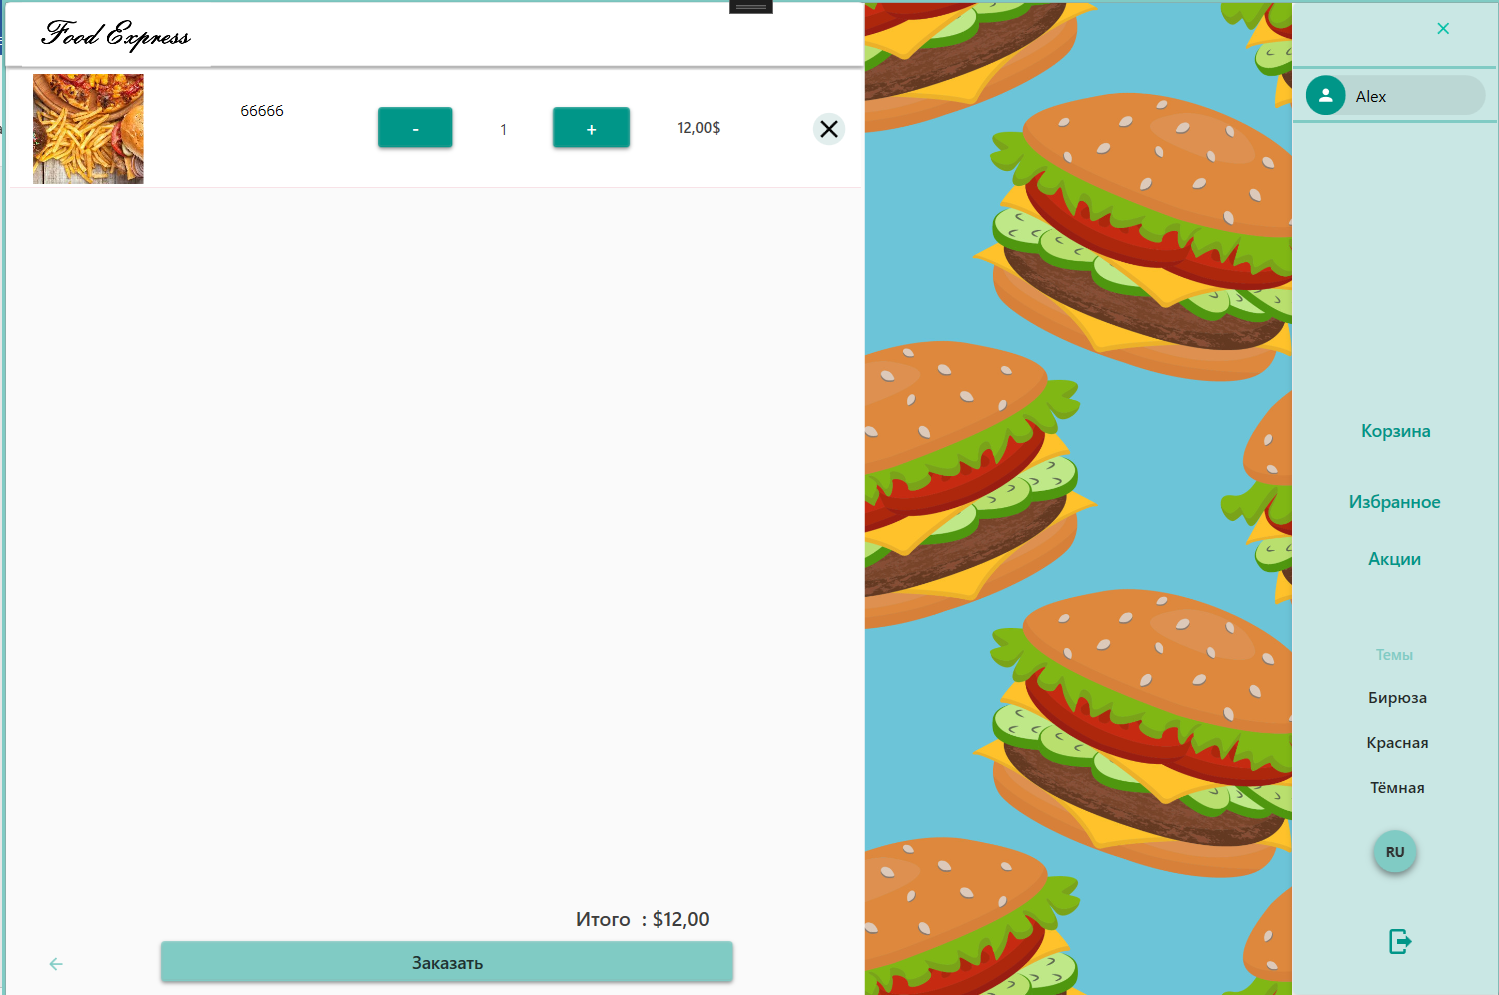 Food Express
Alex
66666
- 1 + 12,00$
Корзина
Избранное
Акции
Темы
Бирюза
Красная
Тёмная
RU
Итого : $12,00
Заказать